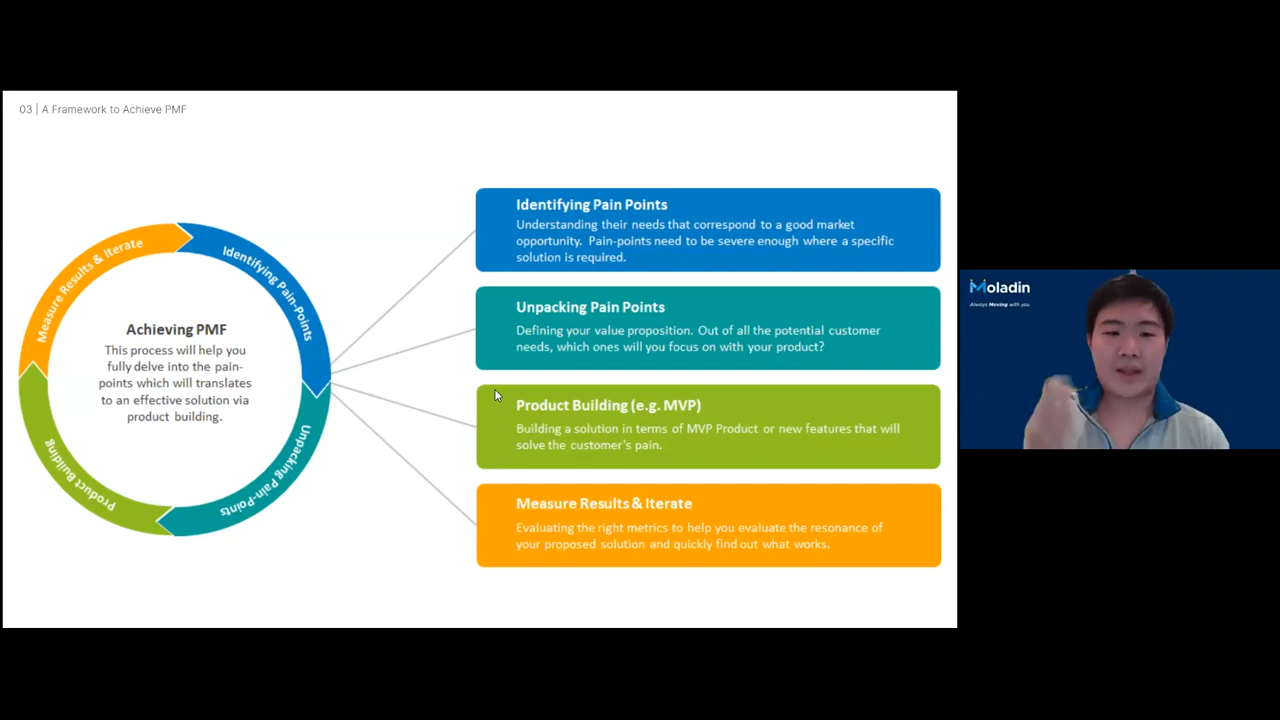 03 | A Framework to Achieve PMF
Measure Results & Iterate
Identifying Pain-Points
Unpacking Pain-Points
Product Building
Achieving PMF
This process will help you
fully delve into the pain-
points which will translates
to an effective solution via
product building.
Identifying Pain Points
Understanding their needs that correspond to a good market
opportunity. Pain-points need to be severe enough where a specific
solution is required.
Unpacking Pain Points
Defining your value proposition. Out of all the potential customer
needs, which ones will you focus on with your product?
Product Building (e.g. MVP)
Building a solution in terms of MVP Product or new features that will
solve the customer's pain.
Measure Results & Iterate
Evaluating the right metrics to help you evaluate the resonance of
your proposed solution and quickly find out what works.
Moladin
Always Moving with you